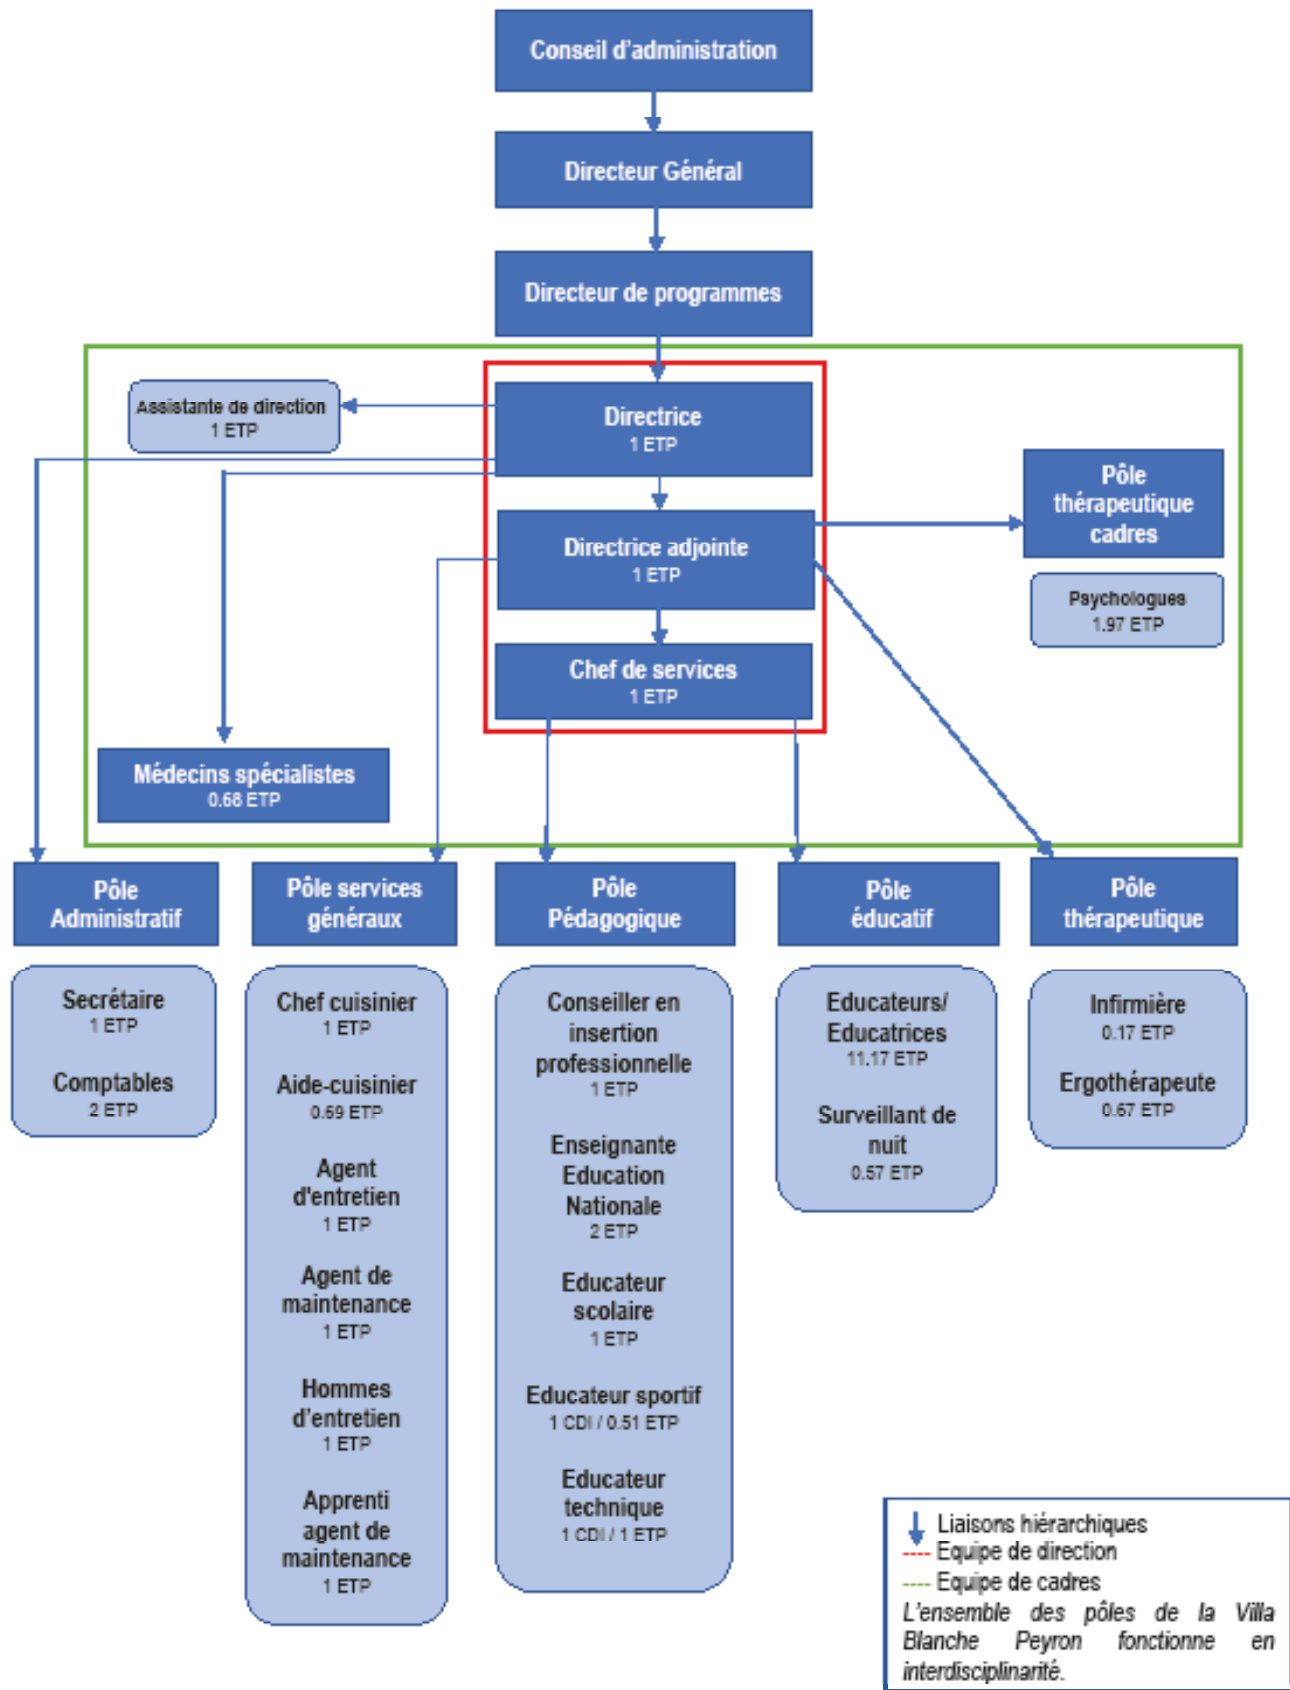 Conseil d'administration
Directeur Général
Directeur de programmes
Assistante de direction
1 ETP
Directrice
1 ETP
Pôle
thérapeutique
cadres
Directrice adjointe
1 ETP
Psychologues
1.97 ETP
Chef de services
1 ETP
Médecins spécialistes
0.68 ETP
Pôle
Administratif
Pôle services
généraux
Pôle
Pédagogique
Pôle
éducatif
Pôle
thérapeutique
Secrétaire
1 ETP
Comptables
2 ETP
Chef cuisinier
1 ETP
Aide-cuisinier
0.69 ETP
Agent
d'entretien
1 ETP
Agent de
maintenance
1 ETP
Hommes
d'entretien
1 ETP
Apprenti
agent de
maintenance
1 ETP
Conseiller en
insertion
professionnelle
1 ETP
Enseignante
Education
Nationale
2 ETP
Educateur
scolaire
1 ETP
Educateur sportif
1 CDI / 0.51 ETP
Educateur
technique
1 CDI / 1 ETP
Educateurs/
Educatrices
11.17 ETP
Surveillant de
nuit
0.57 ETP
Infirmière
0.17 ETP
Ergothérapeute
0.67 ETP
Liaisons hiérarchiques
Equipe de direction
Equipe de cadres
L'ensemble des pôles de la Villa
Blanche Peyron fonctionne en
interdisciplinarité.